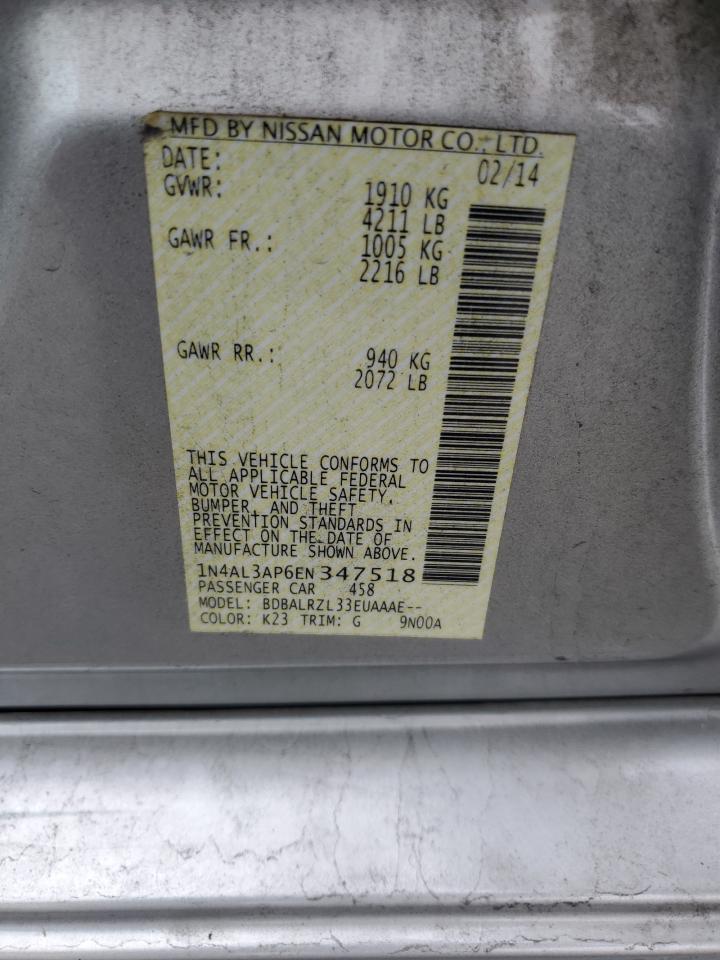 MFD BY NISSAN MOTOR CO., LTD.
DATE: 02/14
GVWR: 1910 KG
4211 LB
GAWR FR.: 1005 KG
2216 LB
GAWR RR.: 940 KG
2072 LB
THIS VEHICLE CONFORMS TO
ALL APPLICABLE FEDERAL
MOTOR VEHICLE SAFETY,
BUMPER, AND THEFT
PREVENTION STANDARDS IN
EFFECT ON THE DATE OF
MANUFACTURE SHOWN ABOVE.
1N4AL3AP6EN347518
PASSENGER CAR 458
MODEL: BDBALRZL33EUAAAE--
COLOR: K23 TRIM: G 9N00A